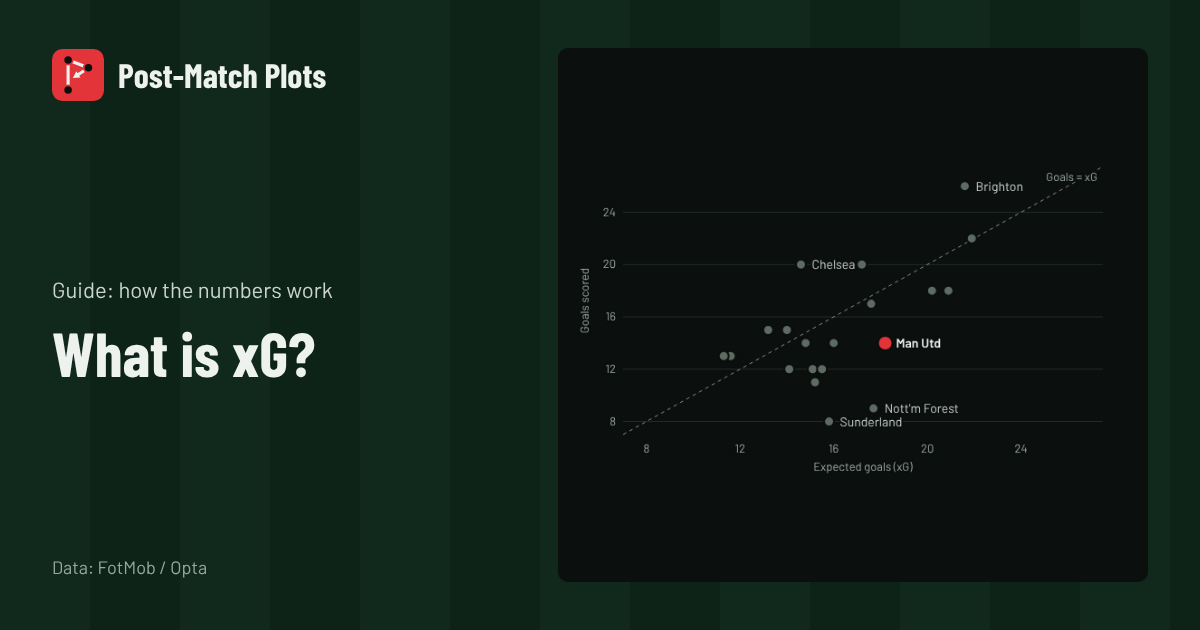 Post-Match Plots
Guide: how the numbers work
What is xG?
Data: FotMob / Opta
Goals = xG
Brighton
24
20
Chelsea
Goals scored
16
Man Utd
12
Nott'm Forest
8
Sunderland
8 12 16 20 24
Expected goals (xG)